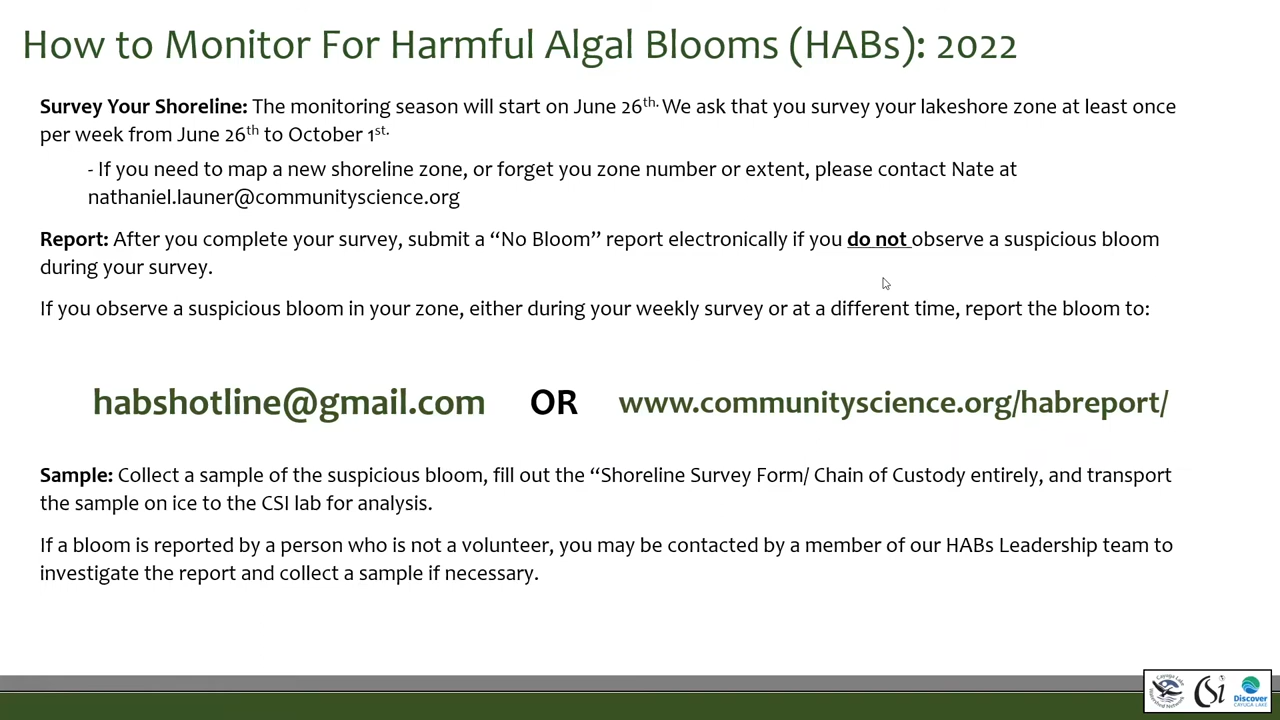 How to Monitor For Harmful Algal Blooms (HABs): 2022
Survey Your Shoreline: The monitoring season will start on June 26th. We ask that you survey your lakeshore zone at least once
per week from June 26th to October 1st.
- If you need to map a new shoreline zone, or forget you zone number or extent, please contact Nate at
nathaniel.launer@communityscience.org
Report: After you complete your survey, submit a “No Bloom” report electronically if you do not observe a suspicious bloom
during your survey.
If you observe a suspicious bloom in your zone, either during your weekly survey or at a different time, report the bloom to:
habshotline@gmail.com OR www.communityscience.org/habreport/
Sample: Collect a sample of the suspicious bloom, fill out the “Shoreline Survey Form/ Chain of Custody entirely, and transport
the sample on ice to the CSI lab for analysis.
If a bloom is reported by a person who is not a volunteer, you may be contacted by a member of our HABs Leadership team to
investigate the report and collect a sample if necessary.
Cayuga Lake
Watershed Network
CSi
Discover
CAYUGA LAKE